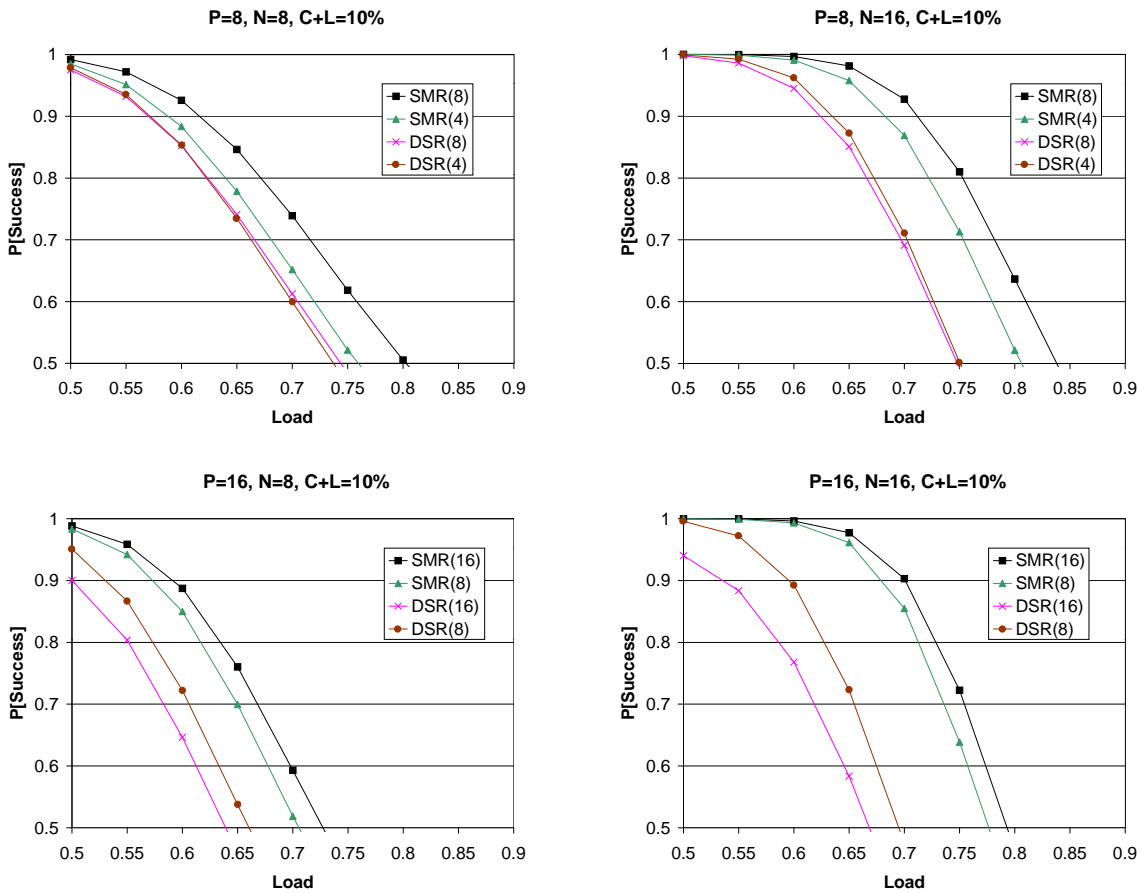 P=8, N=8, C+L=10%
P[Success]
1
0.9
0.8
0.7
0.6
0.5
0.5 0.55 0.6 0.65 0.7 0.75 0.8 0.85 0.9
Load
SMR(8)
SMR(4)
DSR(8)
DSR(4)
P=8, N=16, C+L=10%
P[Success]
1
0.9
0.8
0.7
0.6
0.5
0.5 0.55 0.6 0.65 0.7 0.75 0.8 0.85 0.9
Load
SMR(8)
SMR(4)
DSR(8)
DSR(4)
P=16, N=8, C+L=10%
P[Success]
1
0.9
0.8
0.7
0.6
0.5
0.5 0.55 0.6 0.65 0.7 0.75 0.8 0.85 0.9
Load
SMR(16)
SMR(8)
DSR(16)
DSR(8)
P=16, N=16, C+L=10%
P[Success]
1
0.9
0.8
0.7
0.6
0.5
0.5 0.55 0.6 0.65 0.7 0.75 0.8 0.85 0.9
Load
SMR(16)
SMR(8)
DSR(16)
DSR(8)